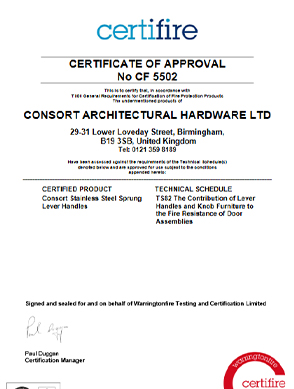 certifire
CERTIFICATE OF APPROVAL
No CF 5502
This is to certify that, in accordance with
TS00 General Requirements for Certification of Fire Protection Products
The undermentioned products of
CONSORT ARCHITECTURAL HARDWARE LTD
29-31 Lower Loveday Street, Birmingham,
B19 3SB, United Kingdom
Tel: 0121 359 8189
Have been assessed against the requirements of the Technical Schedule(s)
denoted below and are approved for use subject to the conditions
appended hereto:
CERTIFIED PRODUCT
Consort Stainless Steel Sprung
Lever Handles
TECHNICAL SCHEDULE
TS82 The Contribution of Lever
Handles and Knob Furniture to
the Fire Resistance of Door
Assemblies
Signed and sealed for and on behalf of Warringtonfire Testing and Certification Limited
Paul Duggan
Certification Manager
warringtonfire
certifire